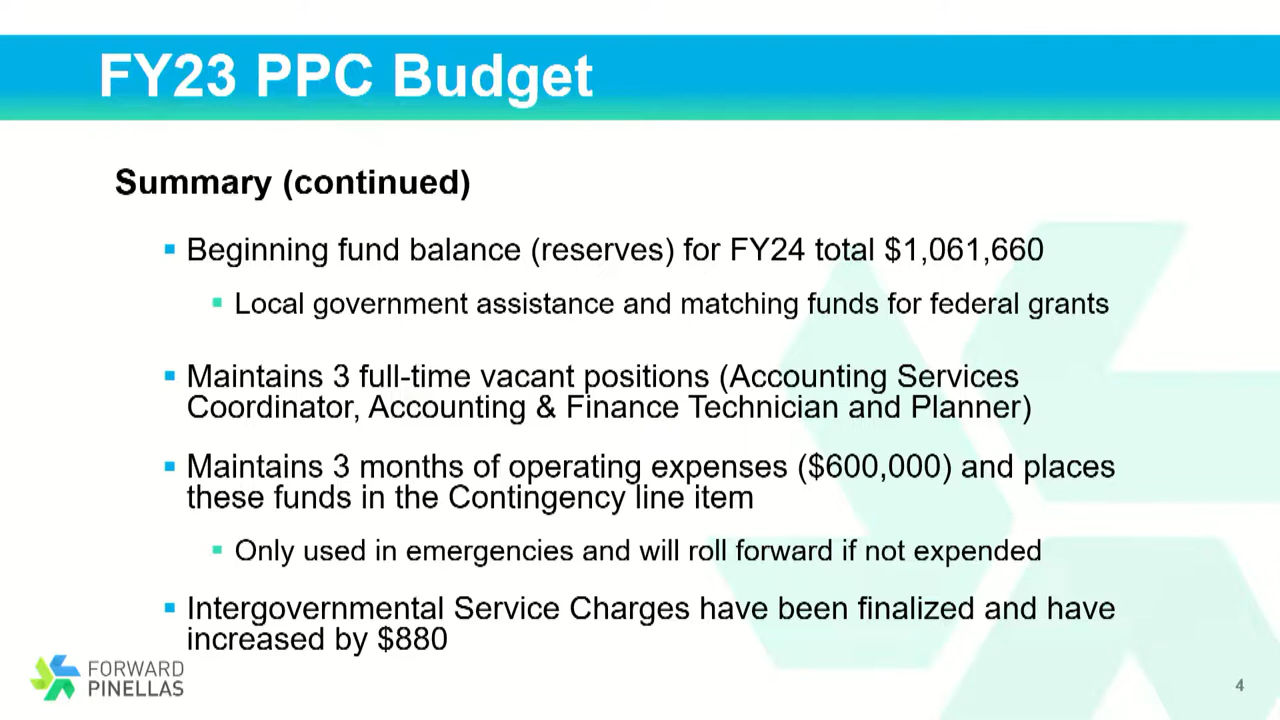 FY23 PPC Budget
Summary (continued)
Beginning fund balance (reserves) for FY24 total $1,061,660
Local government assistance and matching funds for federal grants
Maintains 3 full-time vacant positions (Accounting Services
Coordinator, Accounting & Finance Technician and Planner)
Maintains 3 months of operating expenses ($600,000) and places
these funds in the Contingency line item
Only used in emergencies and will roll forward if not expended
Intergovernmental Service Charges have been finalized and have
increased by $880
FORWARD
PINELLAS
4